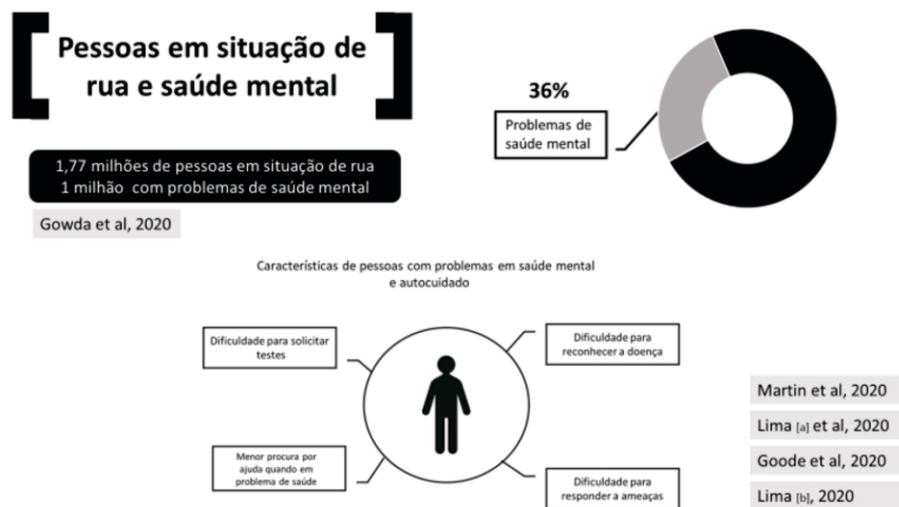 Pessoas em situação de
rua e saúde mental
36%
Problemas de
saúde mental
1,77 milhões de pessoas em situação de rua
1 milhão com problemas de saúde mental
Gowda et al, 2020
Características de pessoas com problemas em saúde mental
e autocuidado
Dificuldade para solicitar
testes
Dificuldade para
reconhecer a doença
Menor procura por
ajuda quando em
problema de saúde
Dificuldade para
responder a ameaças
Martin et al, 2020
Lima [a] et al, 2020
Goode et al, 2020
Lima [b], 2020